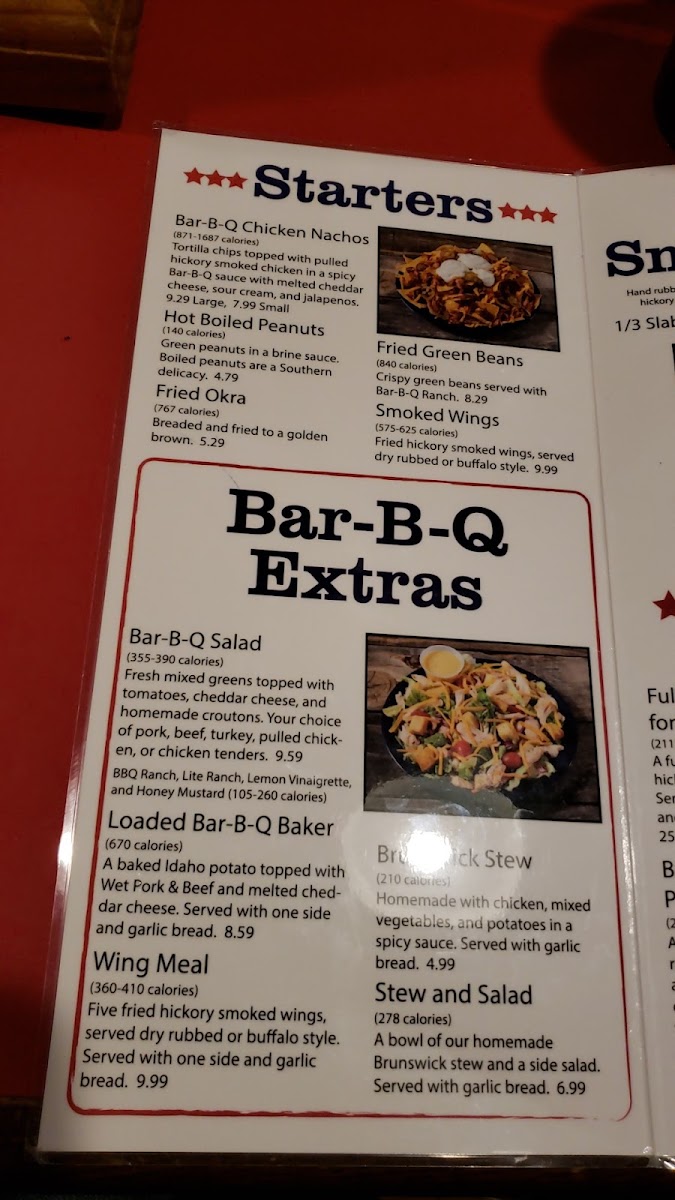 Starters
Bar-B-Q Chicken Nachos
(871-1687 calories)
Tortilla chips topped with pulled
hickory smoked chicken in a spicy
Bar-B-Q sauce with melted cheddar
cheese, sour cream, and jalapenos.
9.29 Large, 7.99 Small
Hot Boiled Peanuts
(140 calories)
Green peanuts in a brine sauce.
Boiled peanuts are a Southern
delicacy. 4.79
Fried Okra
(767 calories)
Breaded and fried to a golden
brown. 5.29
Fried Green Beans
(840 calories)
Crispy green beans served with
Bar-B-Q Ranch. 8.29
Smoked Wings
(575-625 calories)
Fried hickory smoked wings, served
dry rubbed or buffalo style. 9.99
Bar-B-Q
Extras
Bar-B-Q Salad
(355-390 calories)
Fresh mixed greens topped with
tomatoes, cheddar cheese, and
homemade croutons. Your choice
of pork, beef, turkey, pulled chick-
en, or chicken tenders. 9.59
BBQ Ranch, Lite Ranch, Lemon Vinaigrette,
and Honey Mustard (105-260 calories)
Loaded Bar-B-Q Baker
(670 calories)
A baked Idaho potato topped with
Wet Pork & Beef and melted ched-
dar cheese. Served with one side
and garlic bread. 8.59
Wing Meal
(360-410 calories)
Five fried hickory smoked wings,
served dry rubbed or buffalo style.
Served with one side and garlic
bread. 9.99
Brunswick Stew
(210 calories)
Homemade with chicken, mixed
vegetables, and potatoes in a
spicy sauce. Served with garlic
bread. 4.99
Stew and Salad
(278 calories)
A bowl of our homemade
Brunswick stew and a side salad.
Served with garlic bread. 6.99
Sm
Hand rubb
hickory
1/3 Slab
Ful
for
(211
A fu
hic
Ser
an
25
B
P
(2
A